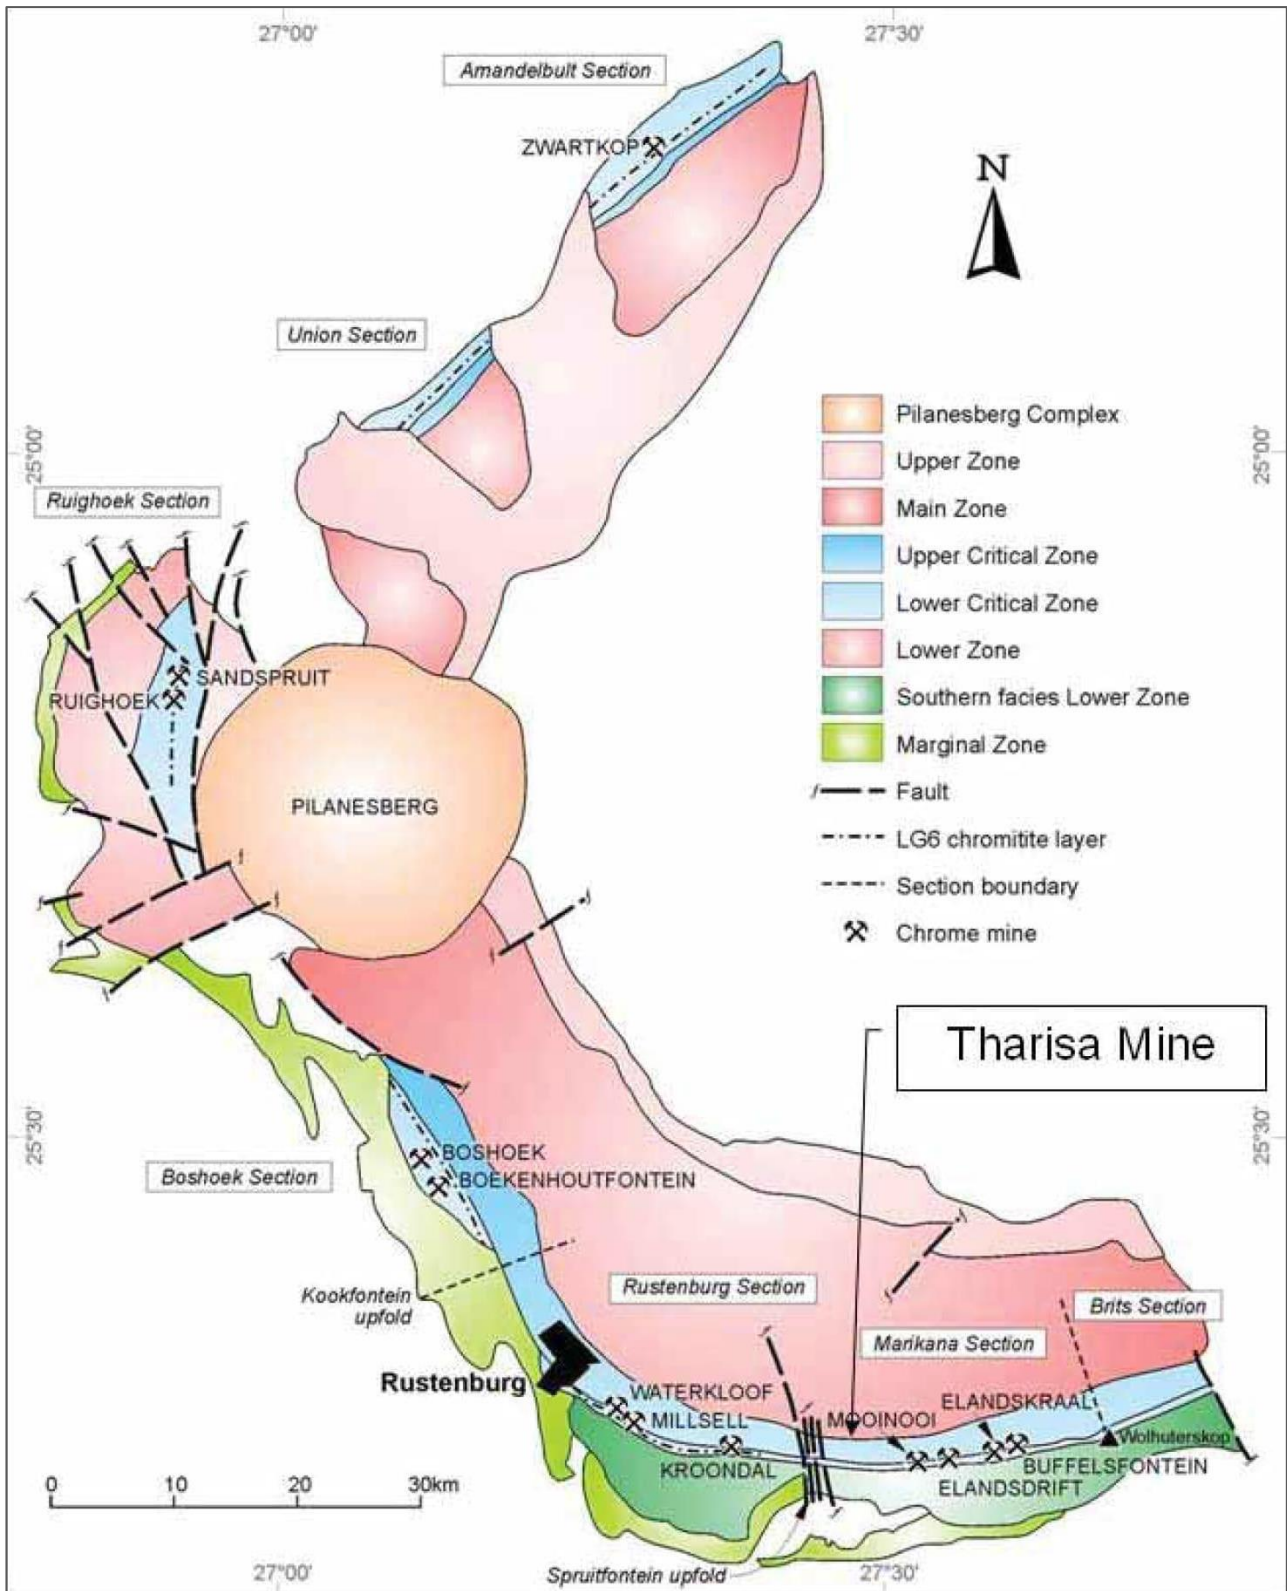 27°00'
27°30'
Amandelbult Section
ZWARTKOP
N
Union Section
25°00'
25°00'
Ruighoek Section
Pilanesberg Complex
Upper Zone
Main Zone
Upper Critical Zone
Lower Critical Zone
Lower Zone
Southern facies Lower Zone
Marginal Zone
f
Fault
LG6 chromitite layer
Section boundary
Chrome mine
SANDSPRUIT
RUIGHOEK
PILANESBERG
f
f
f
f
f
f
f
f
Tharisa Mine
25°30'
25°30'
BOSHOEK
BOEKENHOUTFONTEIN
Boshoek Section
Kookfontein
upfold
Rustenburg Section
Brits Section
Marikana Section
Rustenburg
WATERKLOOF
ELANDSKRAAL
MILLSELL
MOOINOOI
Wolhuterskop
KROONDAL
BUFFELSFONTEIN
ELANDSDRIFT
0 10 20 30km
Spruitfontein upfold
27°00'
27°30'